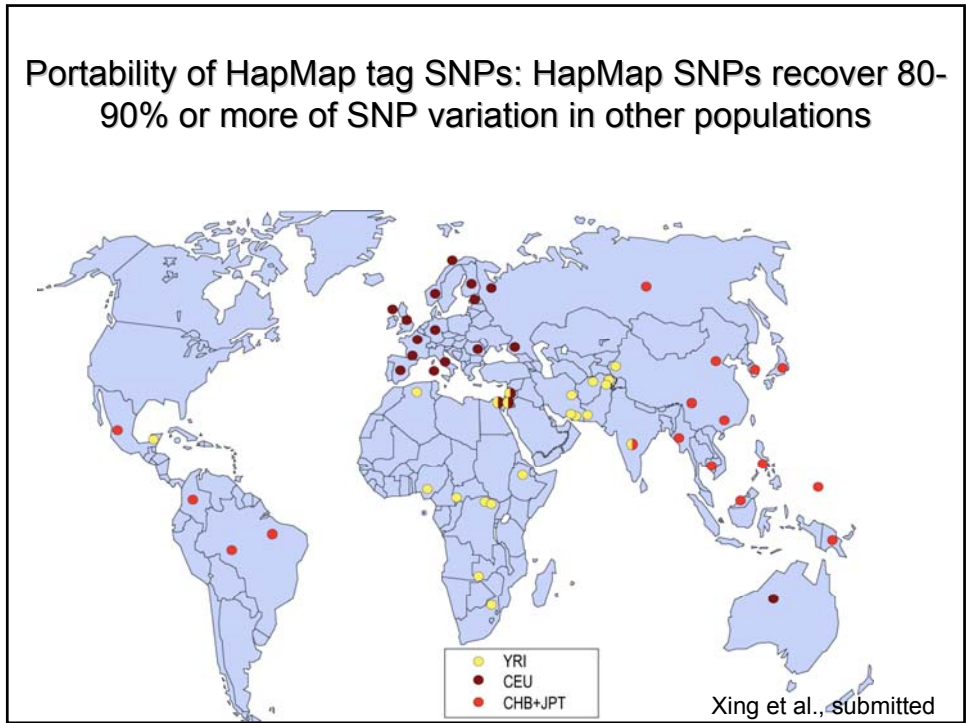 Portability of HapMap tag SNPs: HapMap SNPs recover 80-
90% or more of SNP variation in other populations
YRI
CEU
CHB+JPT
Xing et al., submitted